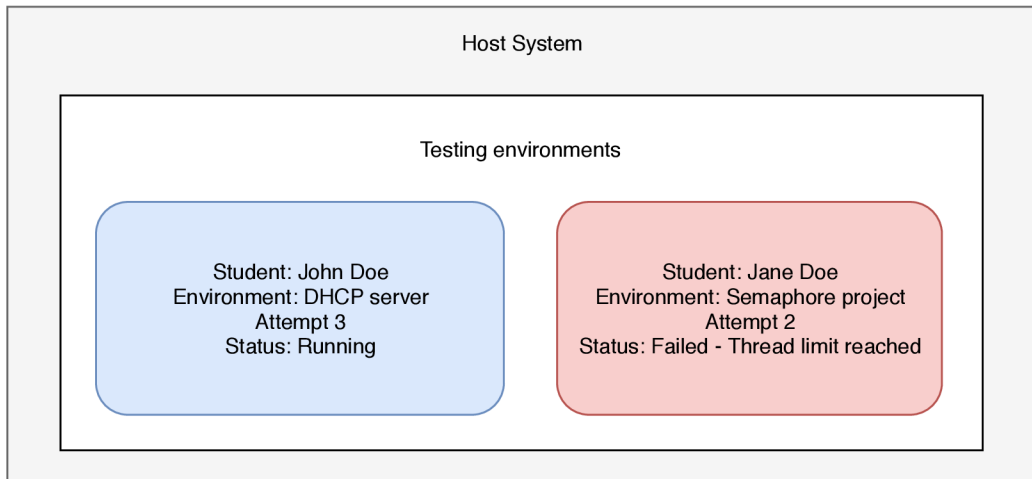 Host System
Testing environments
Student: John Doe
Environment: DHCP server
Attempt 3
Status: Running
Student: Jane Doe
Environment: Semaphore project
Attempt 2
Status: Failed - Thread limit reached